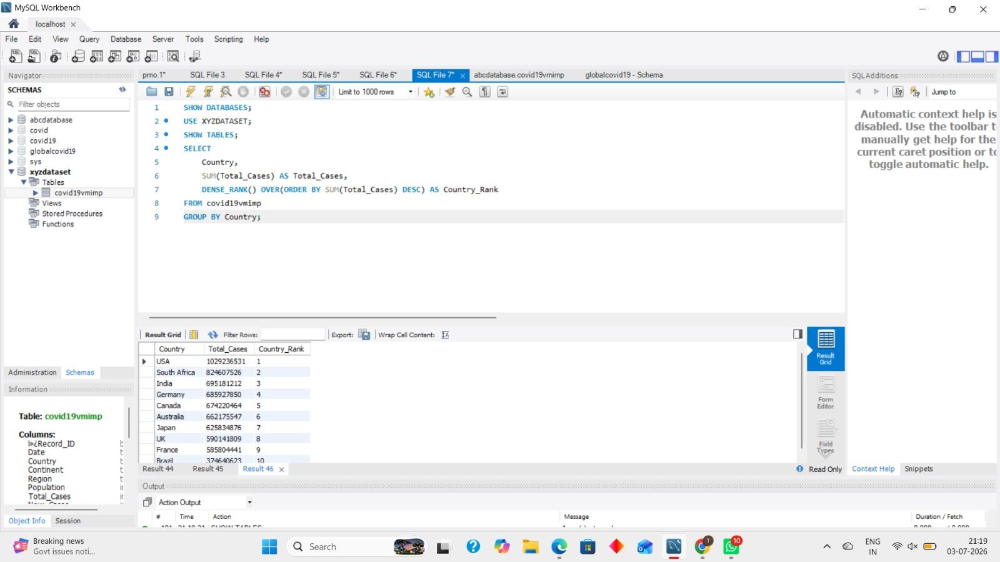 MySQL Workbench
localhost
File Edit View Query Database Server Tools Scripting Help
Navigator
SCHEMAS
Filter objects
abcdatabase
covid
covid19
globalcovid19
sys
xyzdataset
Tables
covid19vmimp
Views
Stored Procedures
Functions
Administration Schemas
Information
Table: covid19vmimp
Columns:
ï»¿Record_ID
Date
Country
Continent
Region
Population
Total_Cases
Object Info Session
prno.1* SQL File 3 SQL File 4* SQL File 5* SQL File 6* SQL File 7* abcdatabase.covid19vmimp globalcovid19 - Schema
Limit to 1000 rows
1 SHOW DATABASES;
2 USE XYZDATASET;
3 SHOW TABLES;
4 SELECT
5 Country,
6 SUM(Total_Cases) AS Total_Cases,
7 DENSE_RANK() OVER(ORDER BY SUM(Total_Cases) DESC) AS Country_Rank
8 FROM covid19vmimp
9 GROUP BY Country;
Result Grid Filter Rows: Export: Wrap Cell Content:
Country Total_Cases Country_Rank
USA 1029236531 1
South Africa 824607526 2
India 695181212 3
Germany 685927850 4
Canada 674220464 5
Australia 662175547 6
Japan 625834876 7
UK 590141809 8
France 585804441 9
Brazil 374640623 10
Result 44 Result 45 Result 46
Result Grid
Form Editor
Field Types
Read Only
SQLAdditions
Jump to
Automatic context help is
disabled. Use the toolbar t
manually get help for the
current caret position or to
toggle automatic help.
Context Help Snippets
Output
Action Output
# Time Action Message Duration / Fetch
SHOW TABLES
Breaking news
Govt issues noti...
Search
T
10
ENG
IN
21:19
03-07-2026